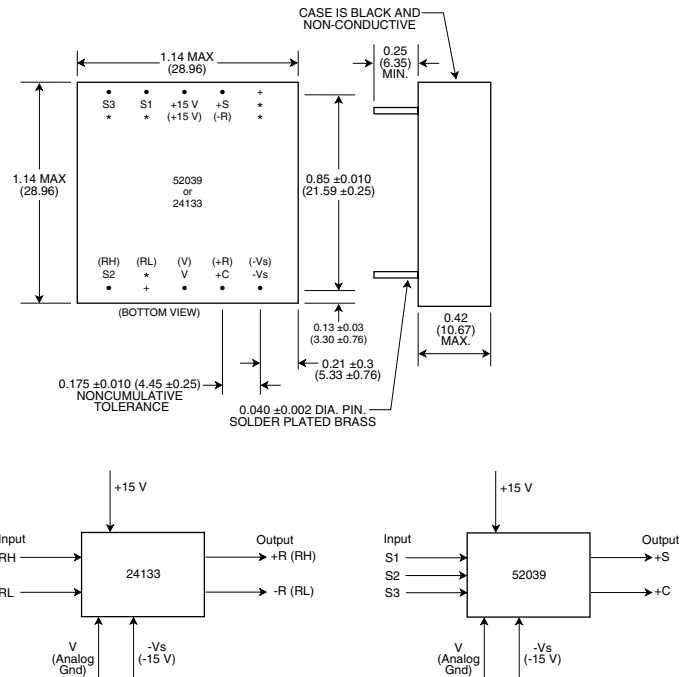 CASE IS BLACK AND
NON-CONDUCTIVE
1.14 MAX
(28.96)
0.25
(6.35)
MIN.
• • • • +
S3 S1 +15 V +S *
* * (+15 V) (-R) *
1.14 MAX
(28.96)
52039
or
24133
0.85 ±0.010
(21.59 ±0.25)
(RH) (RL) (V) (+R) (-Vs)
S2 * V +C -Vs
• + • • •
(BOTTOM VIEW)
0.13 ±0.03
(3.30 ±0.76)
0.42
(10.67)
MAX.
0.21 ±0.3
(5.33 ±0.76)
0.175 ±0.010 (4.45 ±0.25)
NONCUMULATIVE
TOLERANCE
0.040 ±0.002 DIA. PIN.
SOLDER PLATED BRASS
+15 V
Input
RH
RL
24133
Output
+R (RH)
-R (RL)
V
(Analog
Gnd)
-Vs
(-15 V)
+15 V
Input
S1
S2
S3
52039
Output
+S
+C
V
(Analog
Gnd)
-Vs
(-15 V)